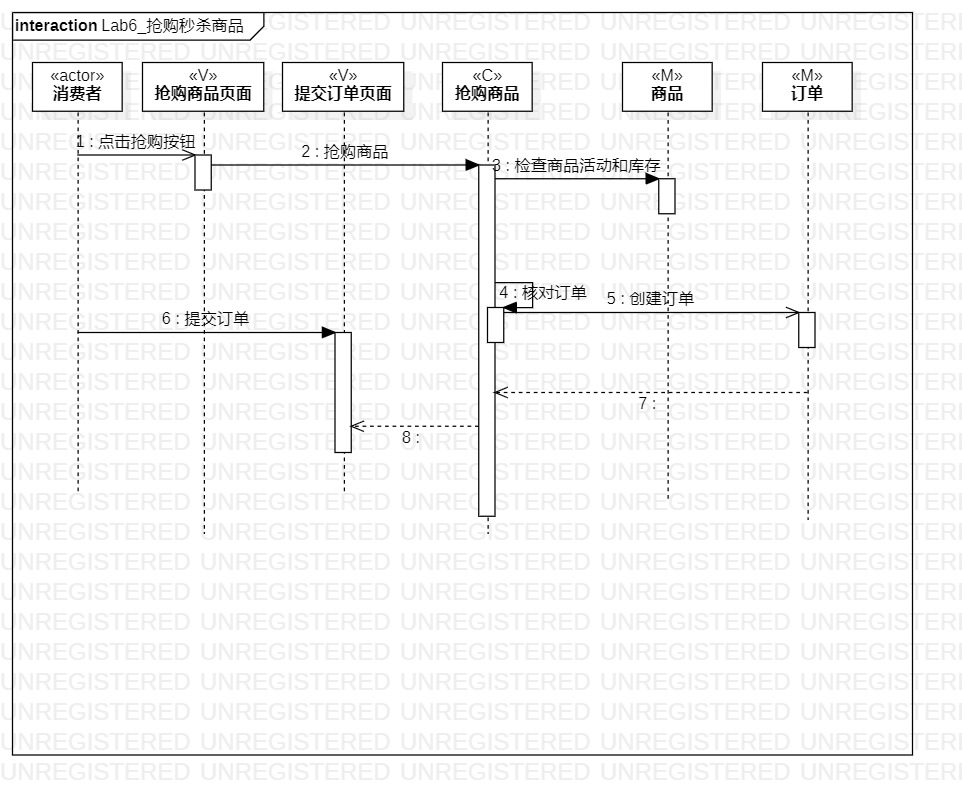 interaction Lab6_抢购秒杀商品
«actor»
消费者
«V»
抢购商品页面
«V»
提交订单页面
«C»
抢购商品
«M»
商品
«M»
订单
1 : 点击抢购按钮
2 : 抢购商品
3 : 检查商品活动和库存
4 : 核对订单
5 : 创建订单
6 : 提交订单
7 :
8 :
UNREGISTERED